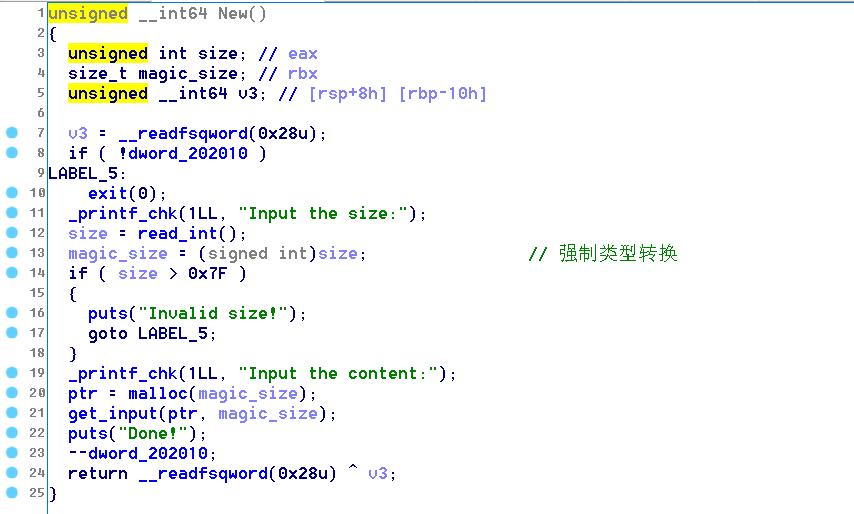 1 unsigned __int64 New()
2 {
3 unsigned int size; // eax
4 size_t magic_size; // rbx
5 unsigned __int64 v3; // [rsp+8h] [rbp-10h]
6
7 v3 = __readfsqword(0x28u);
8 if ( !dword_202010 )
9 LABEL_5:
10 exit(0);
11 _printf_chk(1LL, "Input the size:");
12 size = read_int();
13 magic_size = (signed int)size; // 强制类型转换
14 if ( size > 0x7F )
15 {
16 puts("Invalid size!");
17 goto LABEL_5;
18 }
19 _printf_chk(1LL, "Input the content:");
20 ptr = malloc(magic_size);
21 get_input(ptr, magic_size);
22 puts("Done!");
23 --dword_202010;
24 return __readfsqword(0x28u) ^ v3;
25 }